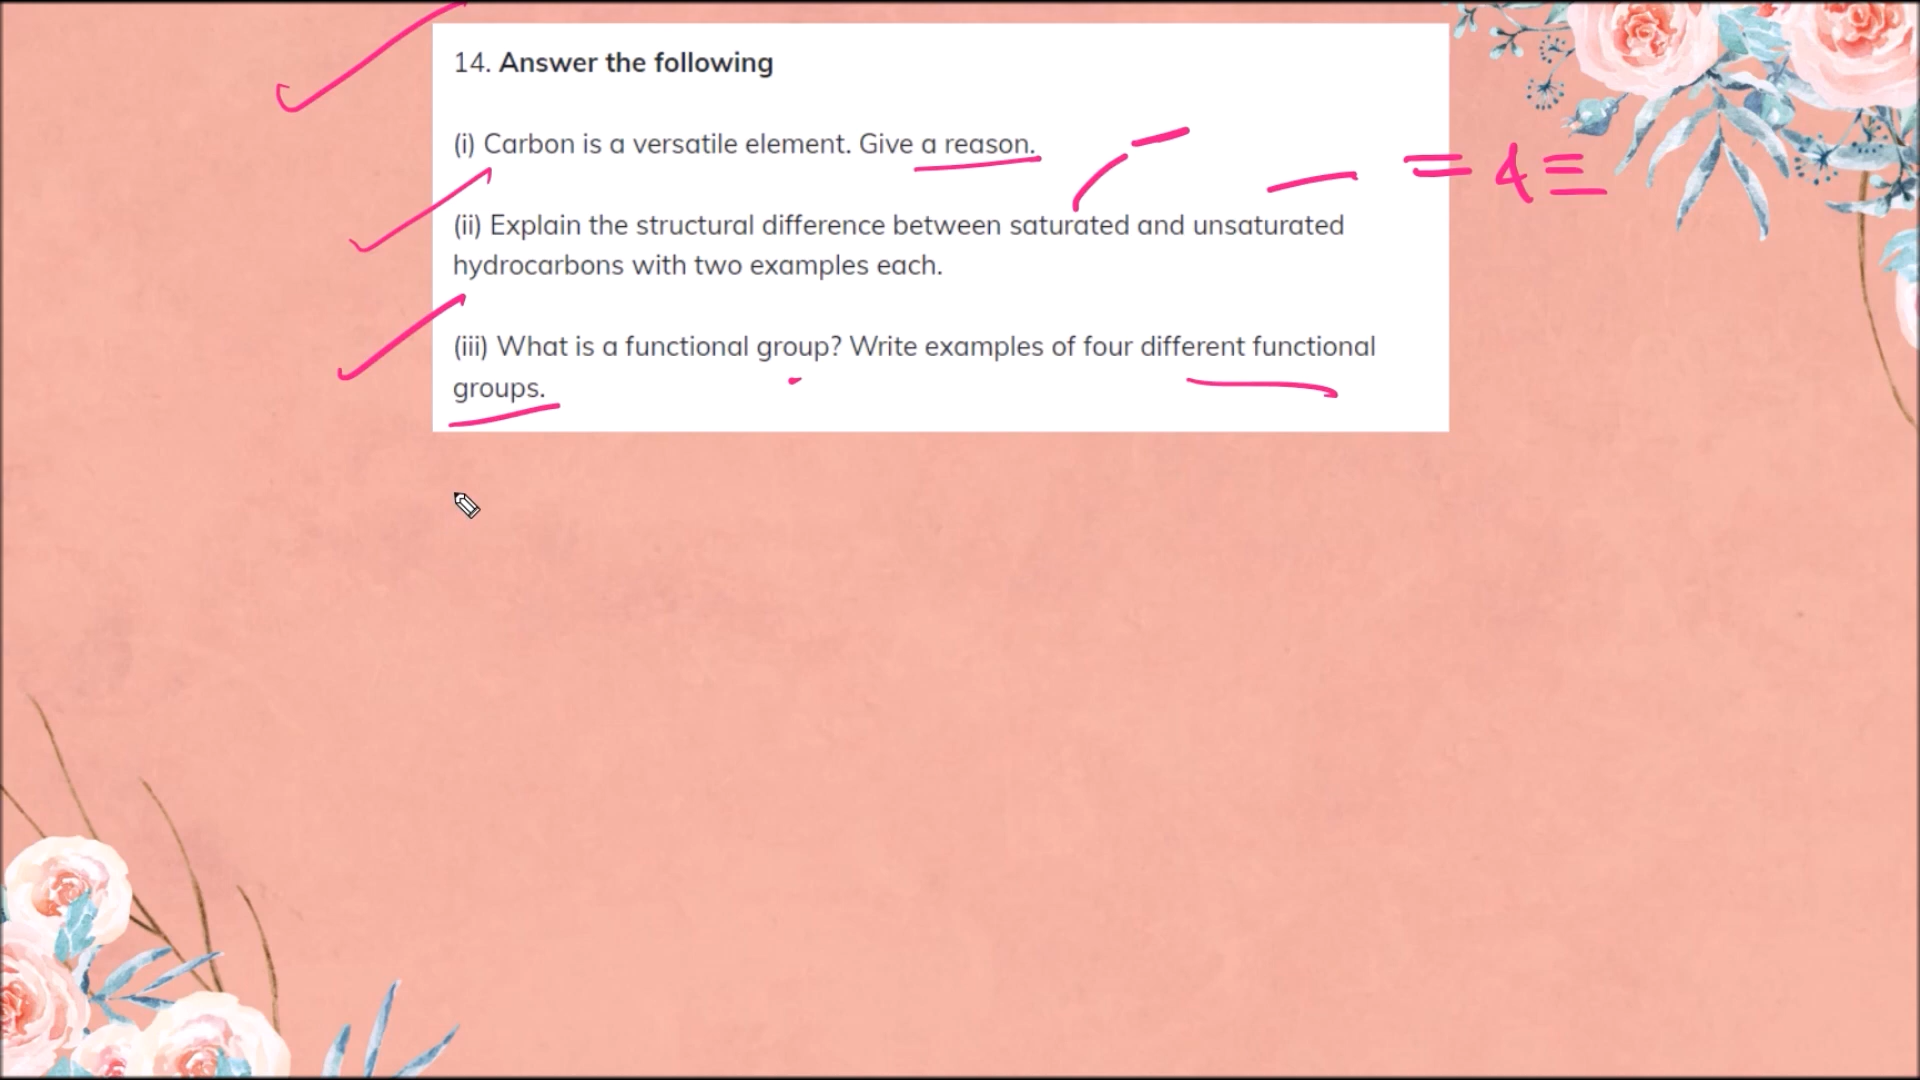 14. Answer the following
(i) Carbon is a versatile element. Give a reason.
= & ≡
(ii) Explain the structural difference between saturated and unsaturated
hydrocarbons with two examples each.
(iii) What is a functional group? Write examples of four different functional
groups.